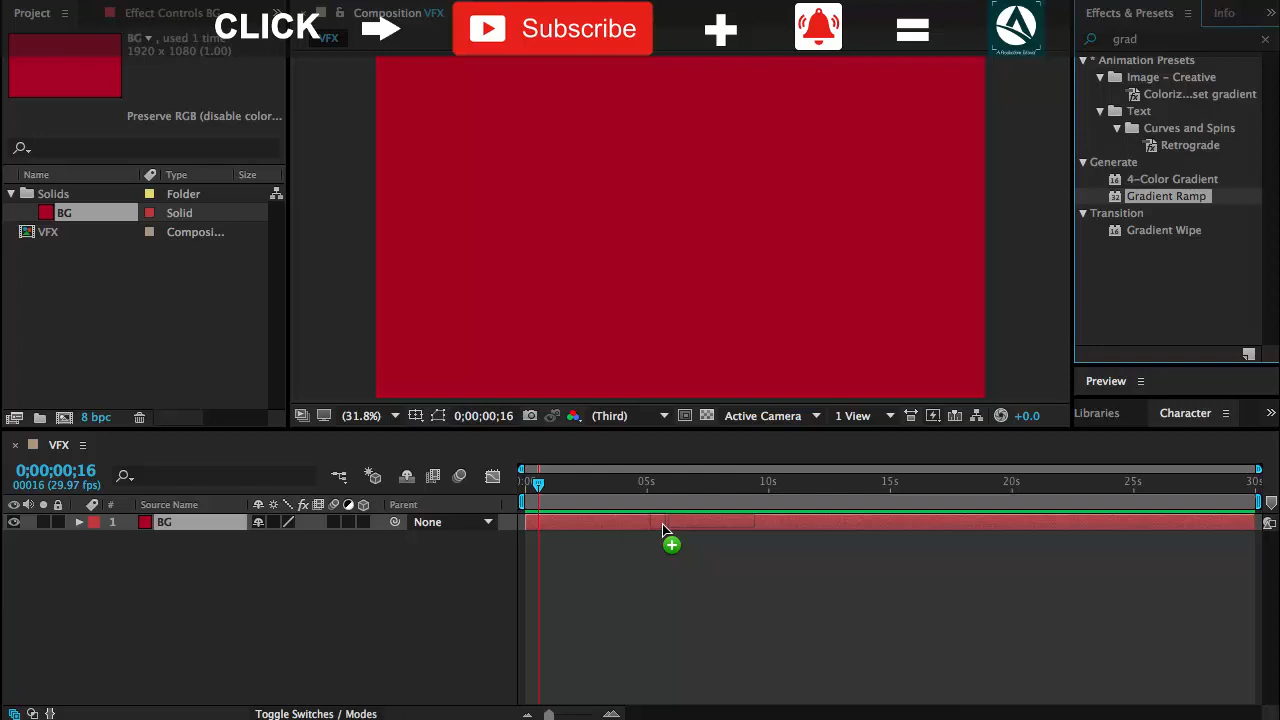 Project
Effect Controls BG
Composition VFX
CLICK
Subscribe
Effects & Presets
Info
BG ▾, used 1 time
1920 x 1080 (1.00)
VFX
grad
Preserve RGB (disable color...
* Animation Presets
Image – Creative
Coloriz...set gradient
Text
Curves and Spins
Retrograde
Generate
4-Color Gradient
Gradient Ramp
Transition
Gradient Wipe
Name
Type
Size
Solids
Folder
BG
Solid
VFX
Composi...
8 bpc
(31.8%)
0;00;00;16
(Third)
Active Camera
1 View
+0.0
Preview
Libraries
Character
VFX
0;00;00;16
00016 (29.97 fps)
05s
10s
15s
20s
25s
30s
#
Source Name
Parent
1
BG
None
Toggle Switches / Modes